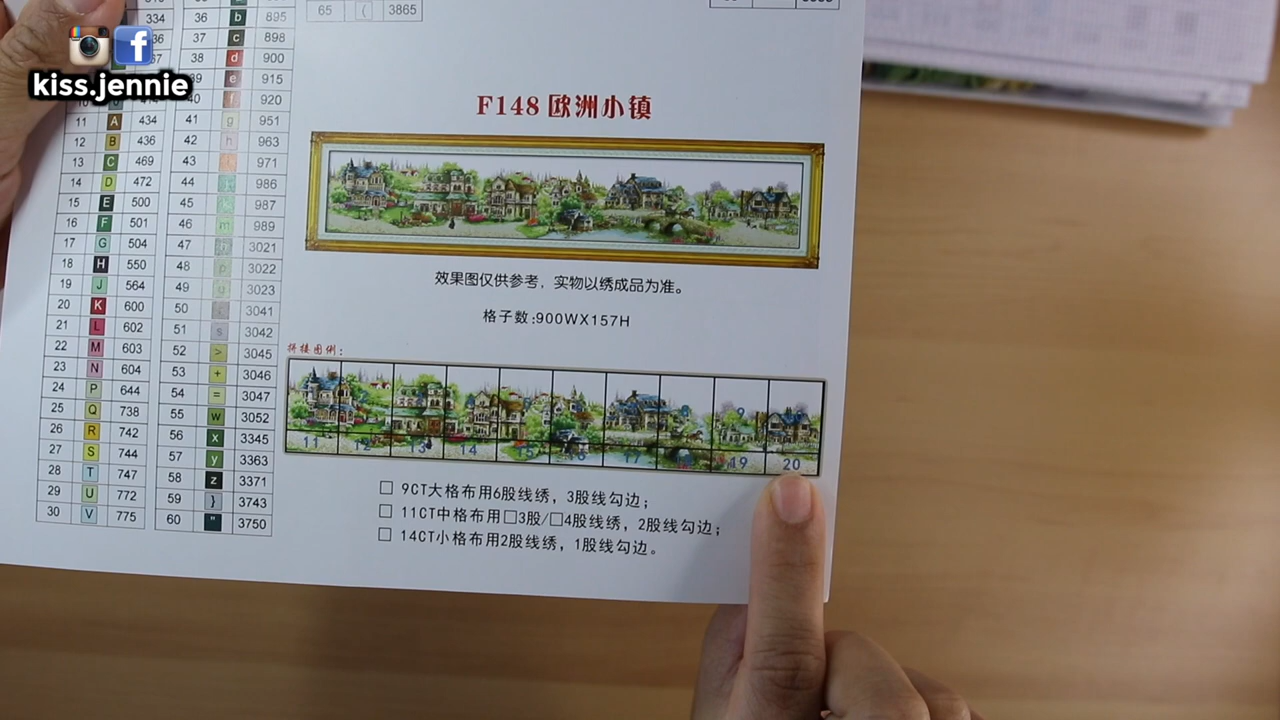 kiss.jennie
334
11 A 434
12 B 436
13 C 469
14 D 472
15 E 500
16 F 501
17 G 504
18 H 550
19 J 564
20 K 600
21 L 602
22 M 603
23 N 604
24 P 644
25 Q 738
26 R 742
27 S 744
28 T 747
29 U 772
30 V 775
36 b 895
37 c 898
38 d 900
39 e 915
40 f 920
41 g 951
42 h 963
43 971
44 986
45 k 987
46 m 989
47 n 3021
48 p 3022
49 3023
50 3041
51 s 3042
52 > 3045
53 + 3046
54 = 3047
55 w 3052
56 x 3345
57 y 3363
58 z 3371
59 } 3743
60 " 3750
65 ( 3865
F148 欧洲小镇
效果图仅供参考，实物以绣成品为准。
格子数:900WX157H
拼接图例:
9
11 12 13 14 15 16 17 18 19 20
□ 9CT大格布用6股线绣，3股线勾边；
□ 11CT中格布用□3股/□4股线绣，2股线勾边；
□ 14CT小格布用2股线绣，1股线勾边。